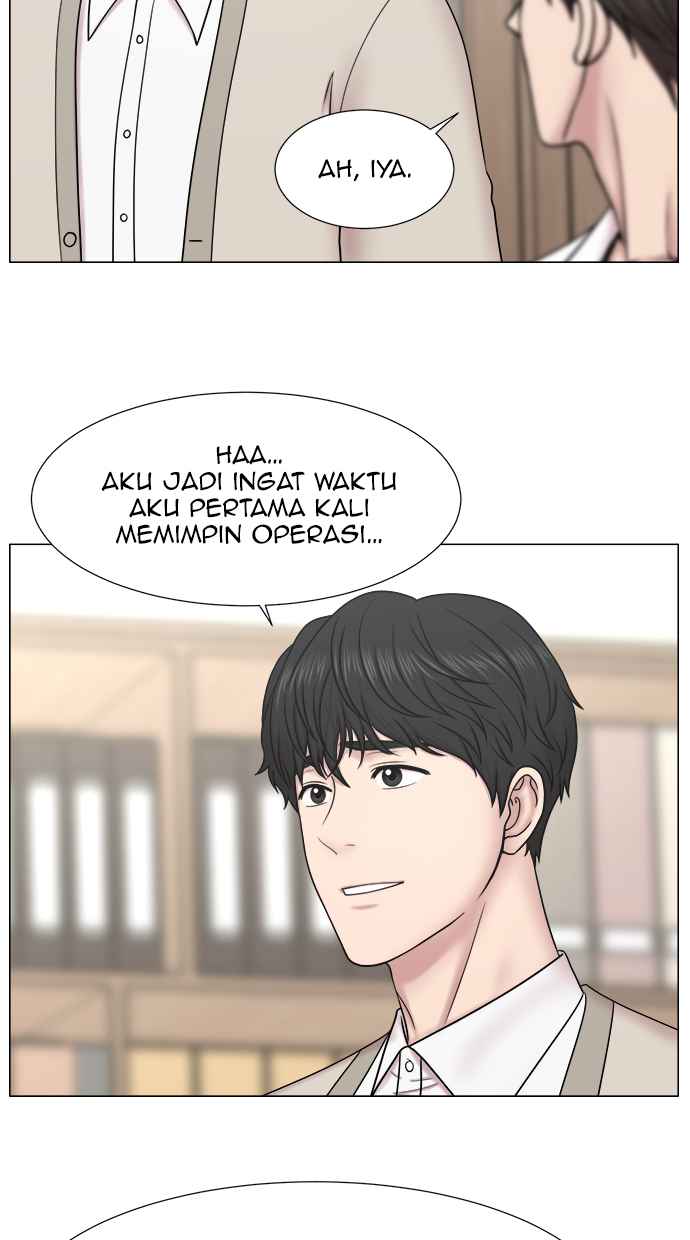 AH, IYA.
HAA...
AKU JADI INGAT WAKTU
AKU PERTAMA KALI
MEMIMPIN OPERASI...